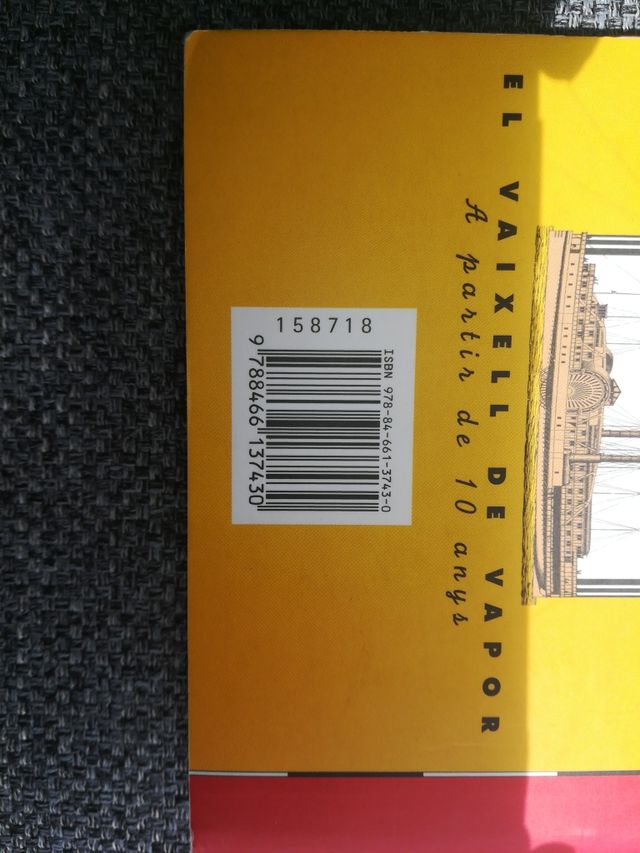 EL VAIXELL DE VAPOR
A partir de 10 anys
ISBN 978-84-661-3743-0
9 788466 137430
158718